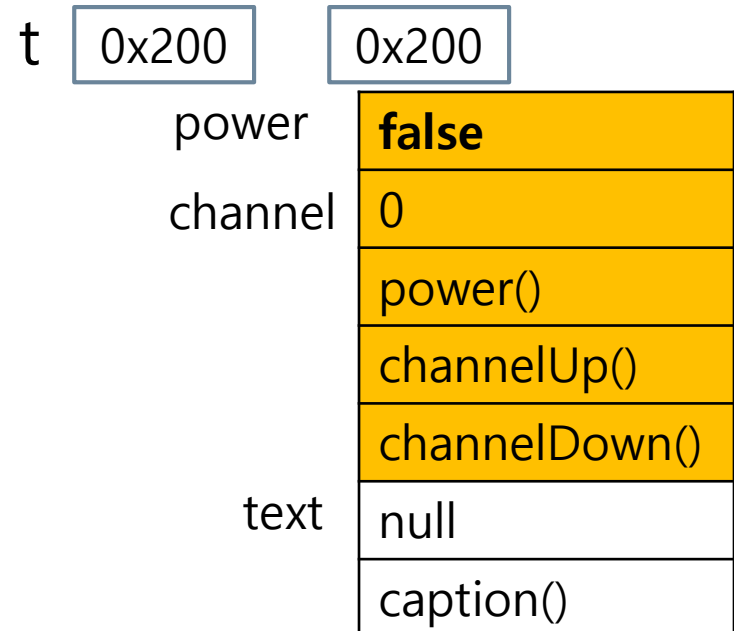 t 0x200 0x200
power false
channel 0
power()
channelUp()
channelDown()
text null
caption()